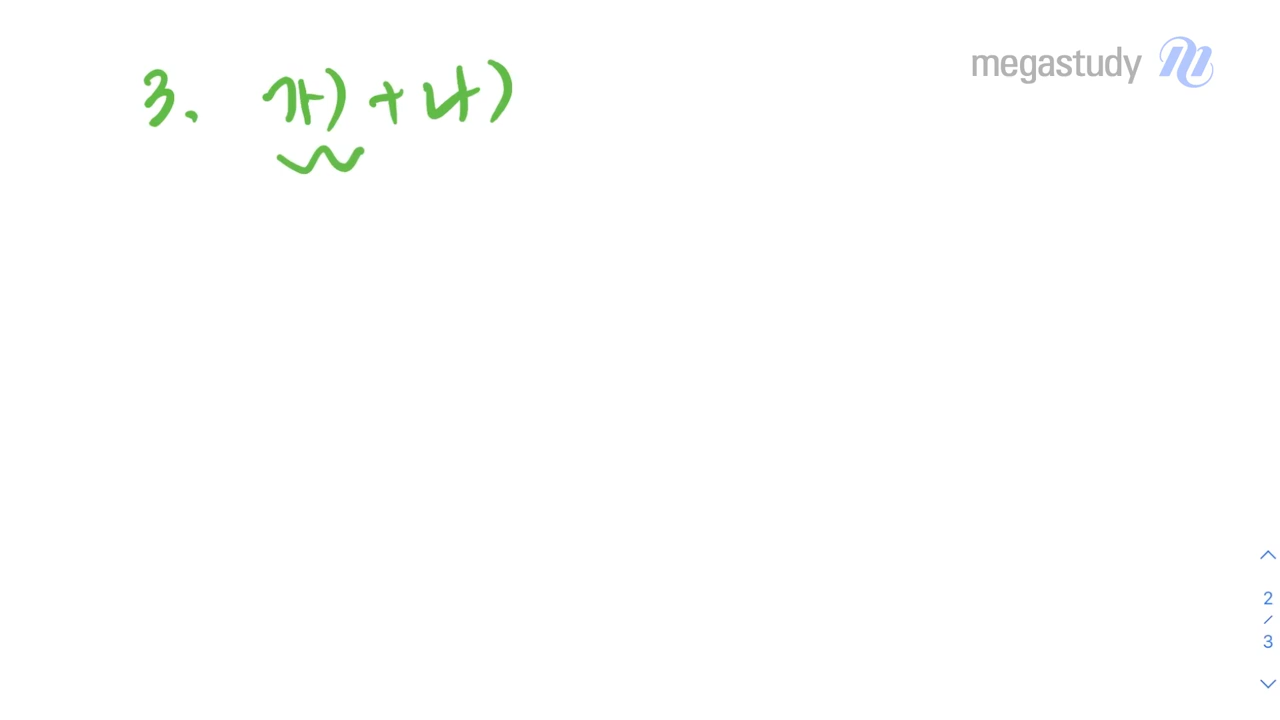 megastudy
3. 가) + 나)
2
/
3